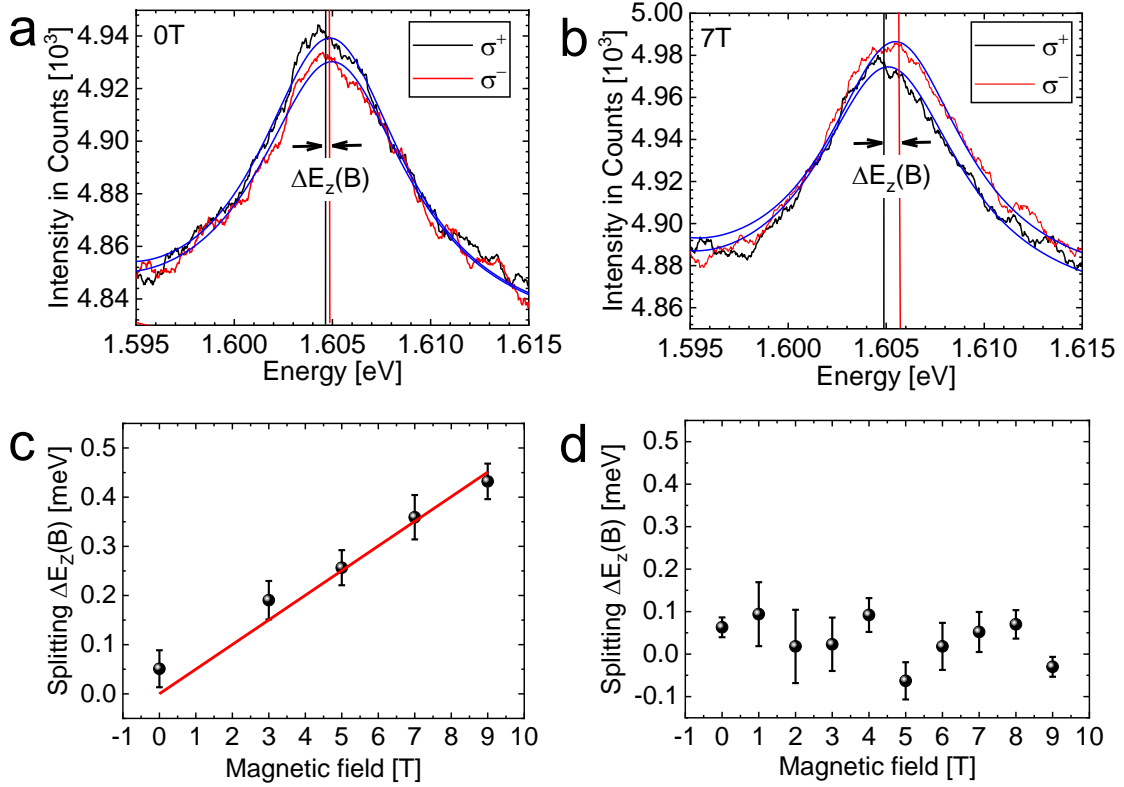 a
0T
σ+
σ−
ΔEz(B)
Intensity in Counts [10³]
4.94
4.92
4.90
4.88
4.86
4.84
1.595 1.600 1.605 1.610 1.615
Energy [eV]
b
7T
σ+
σ−
ΔEz(B)
Intensity in Counts [10³]
5.00
4.98
4.96
4.94
4.92
4.90
4.88
4.86
1.595 1.600 1.605 1.610 1.615
Energy [eV]
c
Splitting ΔEz(B) [meV]
0.5
0.4
0.3
0.2
0.1
0.0
-1 0 1 2 3 4 5 6 7 8 9 10
Magnetic field [T]
d
Splitting ΔEz(B) [meV]
0.5
0.4
0.3
0.2
0.1
0.0
-0.1
-1 0 1 2 3 4 5 6 7 8 9 10
Magnetic field [T]